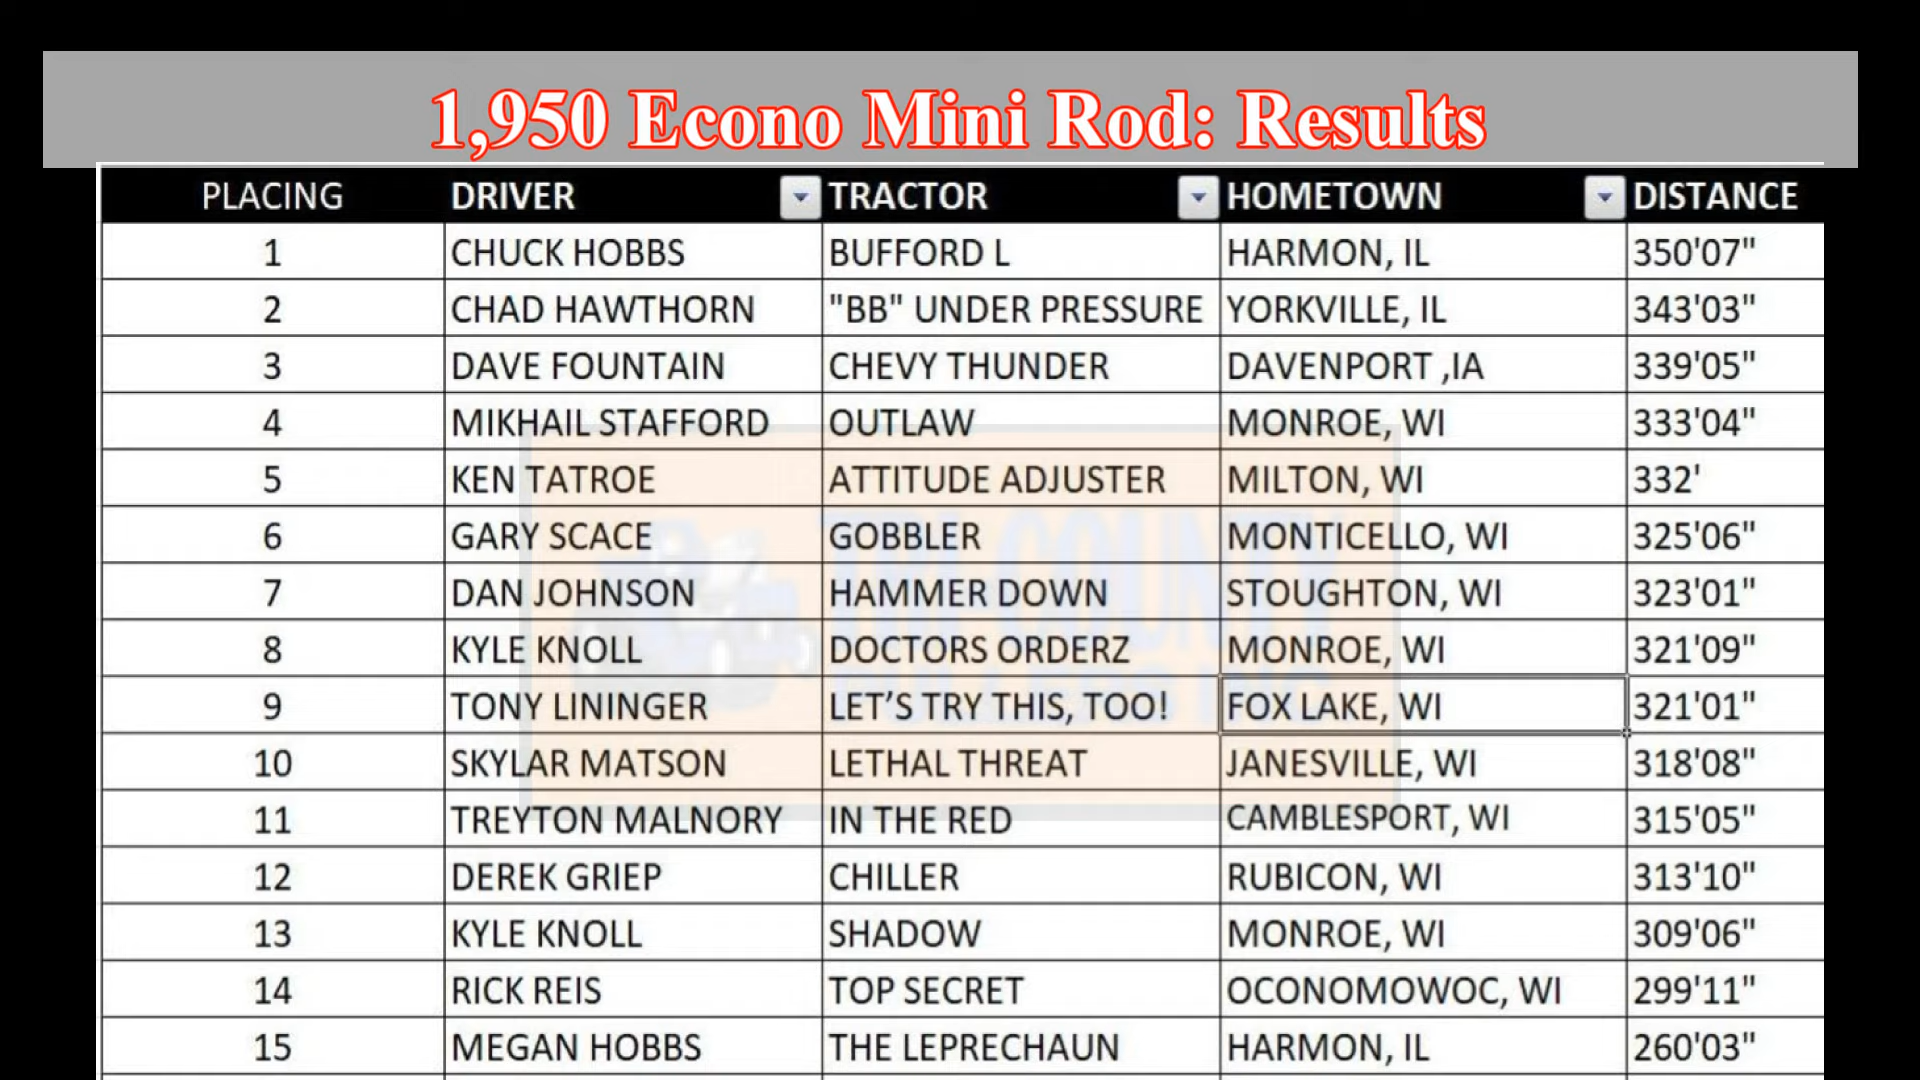 1,950 Econo Mini Rod: Results
PLACING DRIVER TRACTOR HOMETOWN DISTANCE
1 CHUCK HOBBS BUFFORD L HARMON, IL 350'07"
2 CHAD HAWTHORN "BB" UNDER PRESSURE YORKVILLE, IL 343'03"
3 DAVE FOUNTAIN CHEVY THUNDER DAVENPORT ,IA 339'05"
4 MIKHAIL STAFFORD OUTLAW MONROE, WI 333'04"
5 KEN TATROE ATTITUDE ADJUSTER MILTON, WI 332'
6 GARY SCACE GOBBLER MONTICELLO, WI 325'06"
7 DAN JOHNSON HAMMER DOWN STOUGHTON, WI 323'01"
8 KYLE KNOLL DOCTORS ORDERZ MONROE, WI 321'09"
9 TONY LININGER LET’S TRY THIS, TOO! FOX LAKE, WI 321'01"
10 SKYLAR MATSON LETHAL THREAT JANESVILLE, WI 318'08"
11 TREYTON MALNORY IN THE RED CAMBLESPORT, WI 315'05"
12 DEREK GRIEP CHILLER RUBICON, WI 313'10"
13 KYLE KNOLL SHADOW MONROE, WI 309'06"
14 RICK REIS TOP SECRET OCONOMOWOC, WI 299'11"
15 MEGAN HOBBS THE LEPRECHAUN HARMON, IL 260'03"
TRI-COUNTY